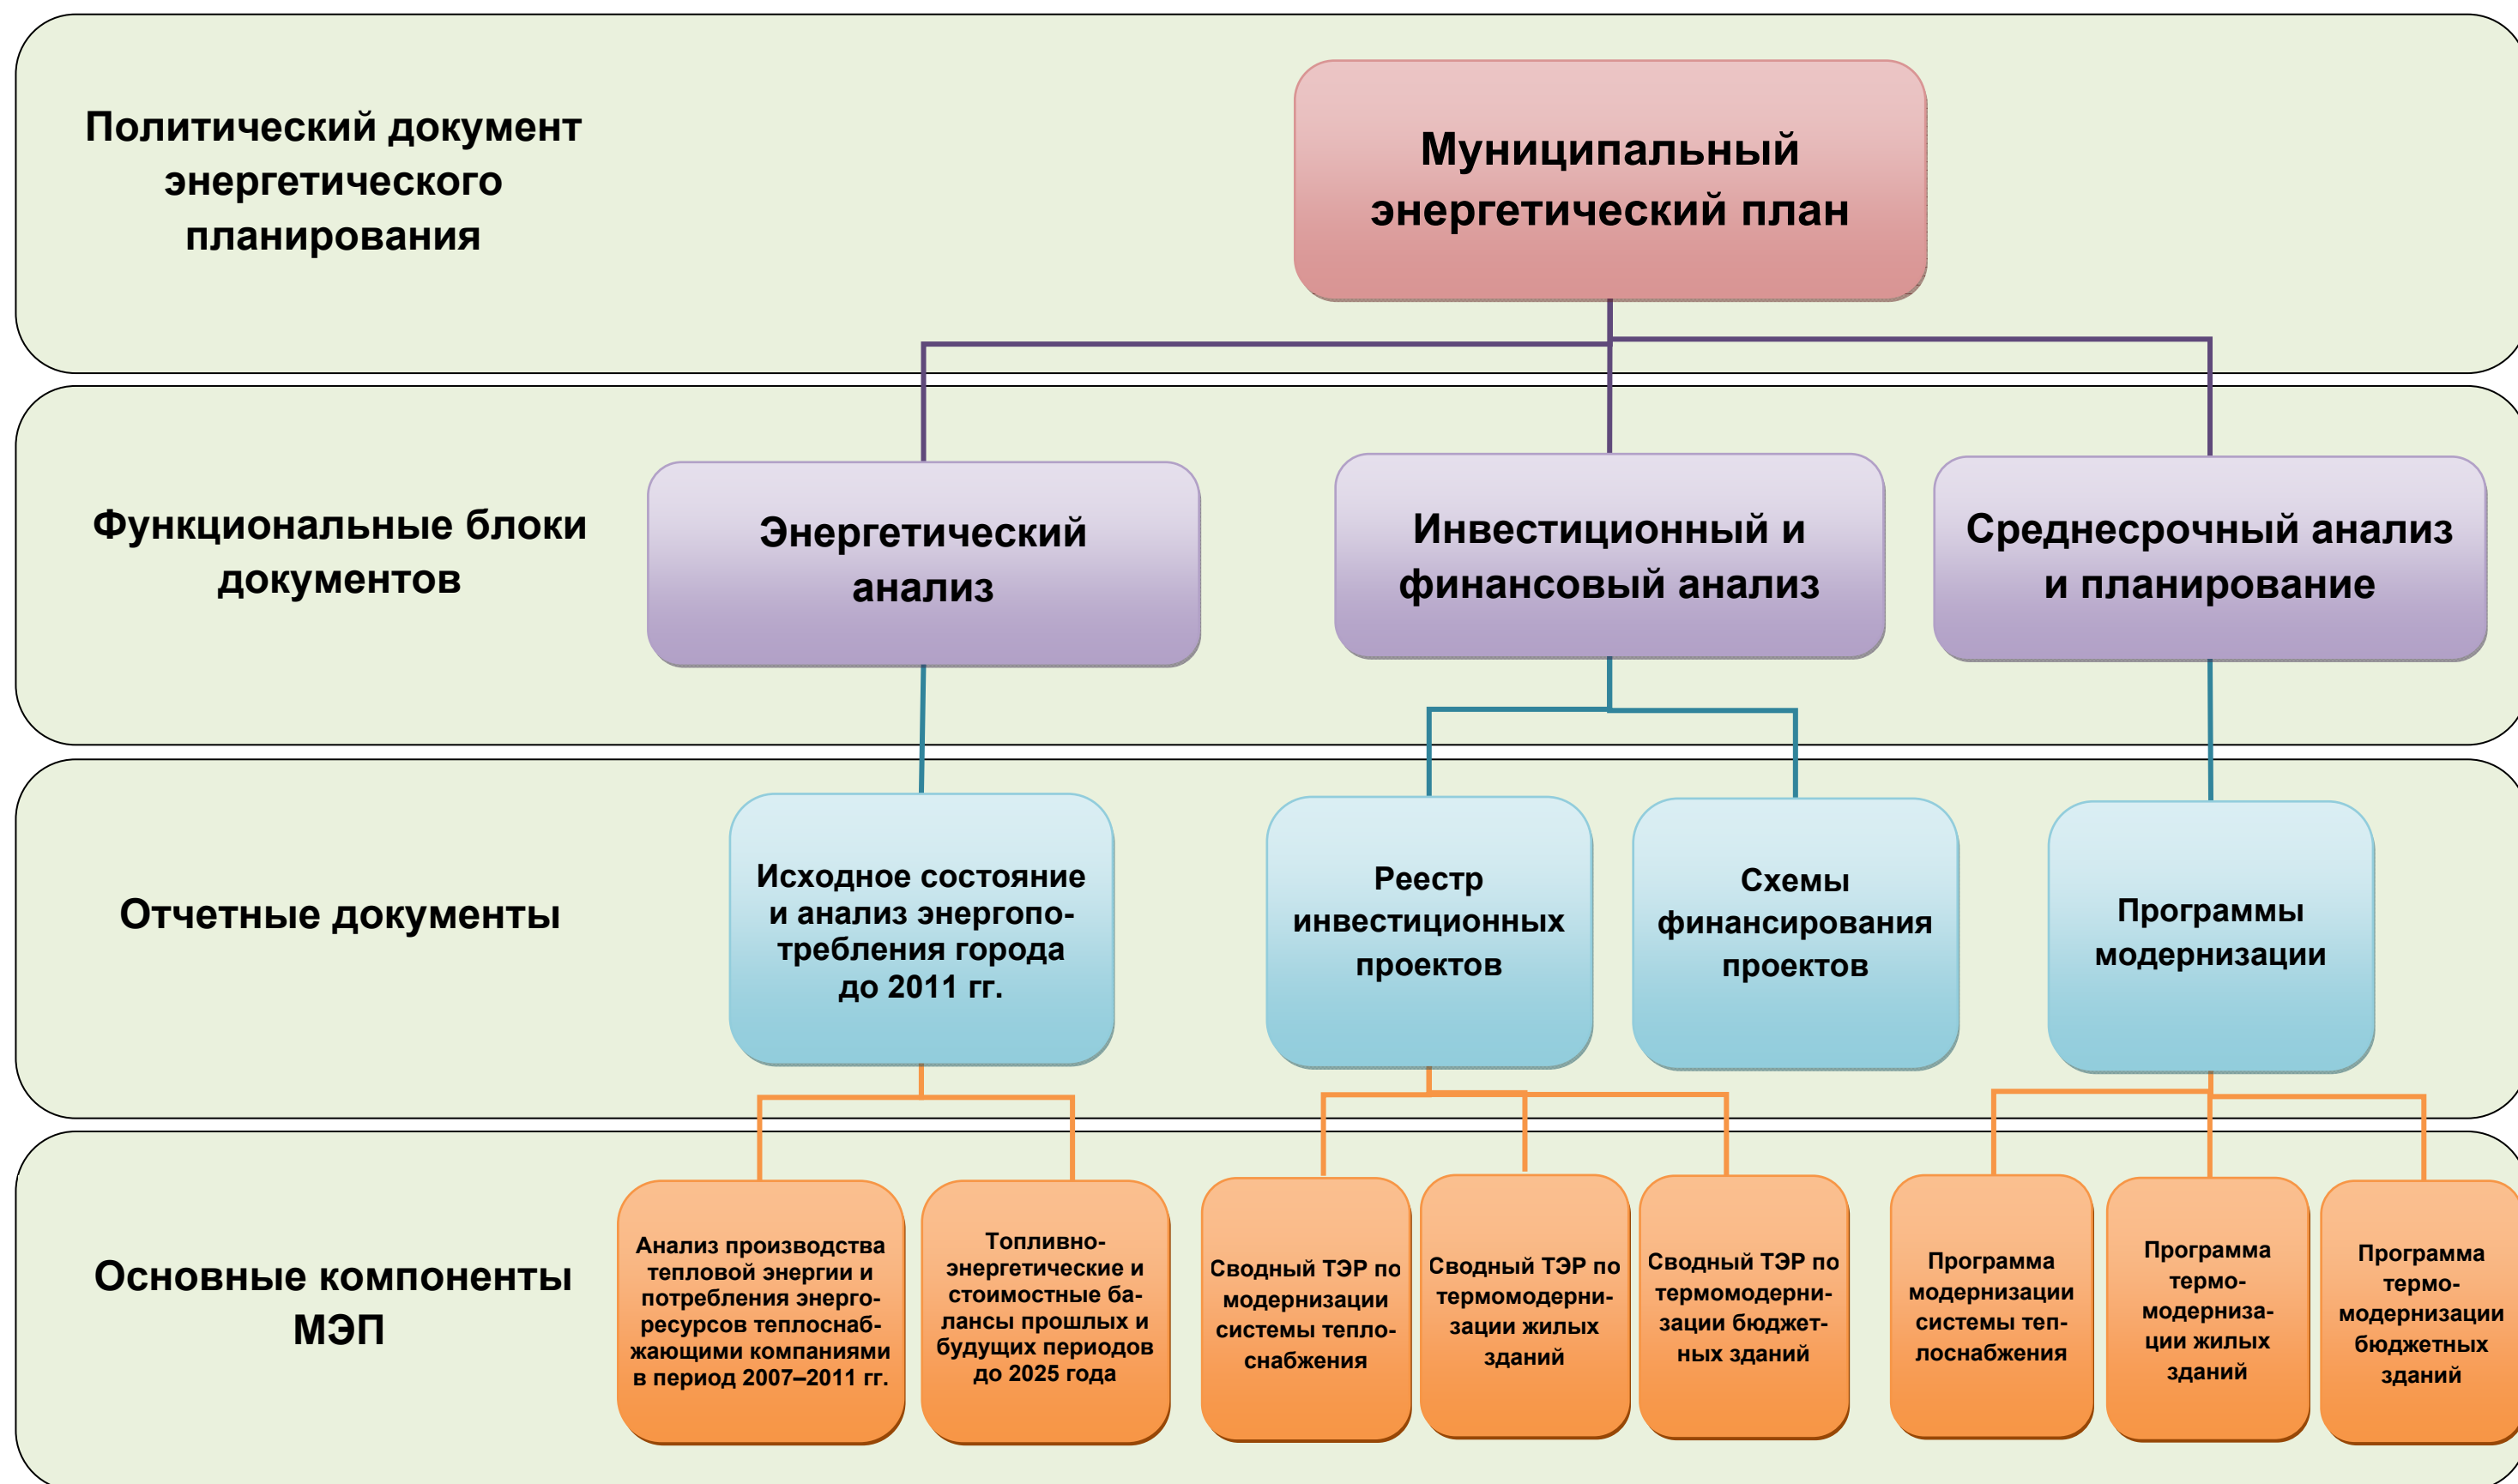 Политический документ
энергетического
планирования
Муниципальный
энергетический план
Функциональные блоки
документов
Энергетический
анализ
Инвестиционный и
финансовый анализ
Среднесрочный анализ
и планирование
Отчетные документы
Исходное состояние
и анализ энергопо-
требления города
до 2011 гг.
Реестр
инвестиционных
проектов
Схемы
финансирования
проектов
Программы
модернизации
Основные компоненты
МЭП
Анализ производства
тепловой энергии и
потребления энерго-
ресурсов теплоснаб-
жающими компаниями
в период 2007–2011 гг.
Топливно-
энергетические и
стоимостные ба-
лансы прошлых и
будущих периодов
до 2025 года
Сводный ТЭР по
модернизации
системы тепло-
снабжения
Сводный ТЭР по
термомодерни-
зации жилых
зданий
Сводный ТЭР по
термомодерни-
зации бюджет-
ных зданий
Программа
модернизации
системы теп-
лоснабжения
Программа
термо-
модерниза-
ции жилых
зданий
Программа
термо-
модернизации
бюджетных
зданий